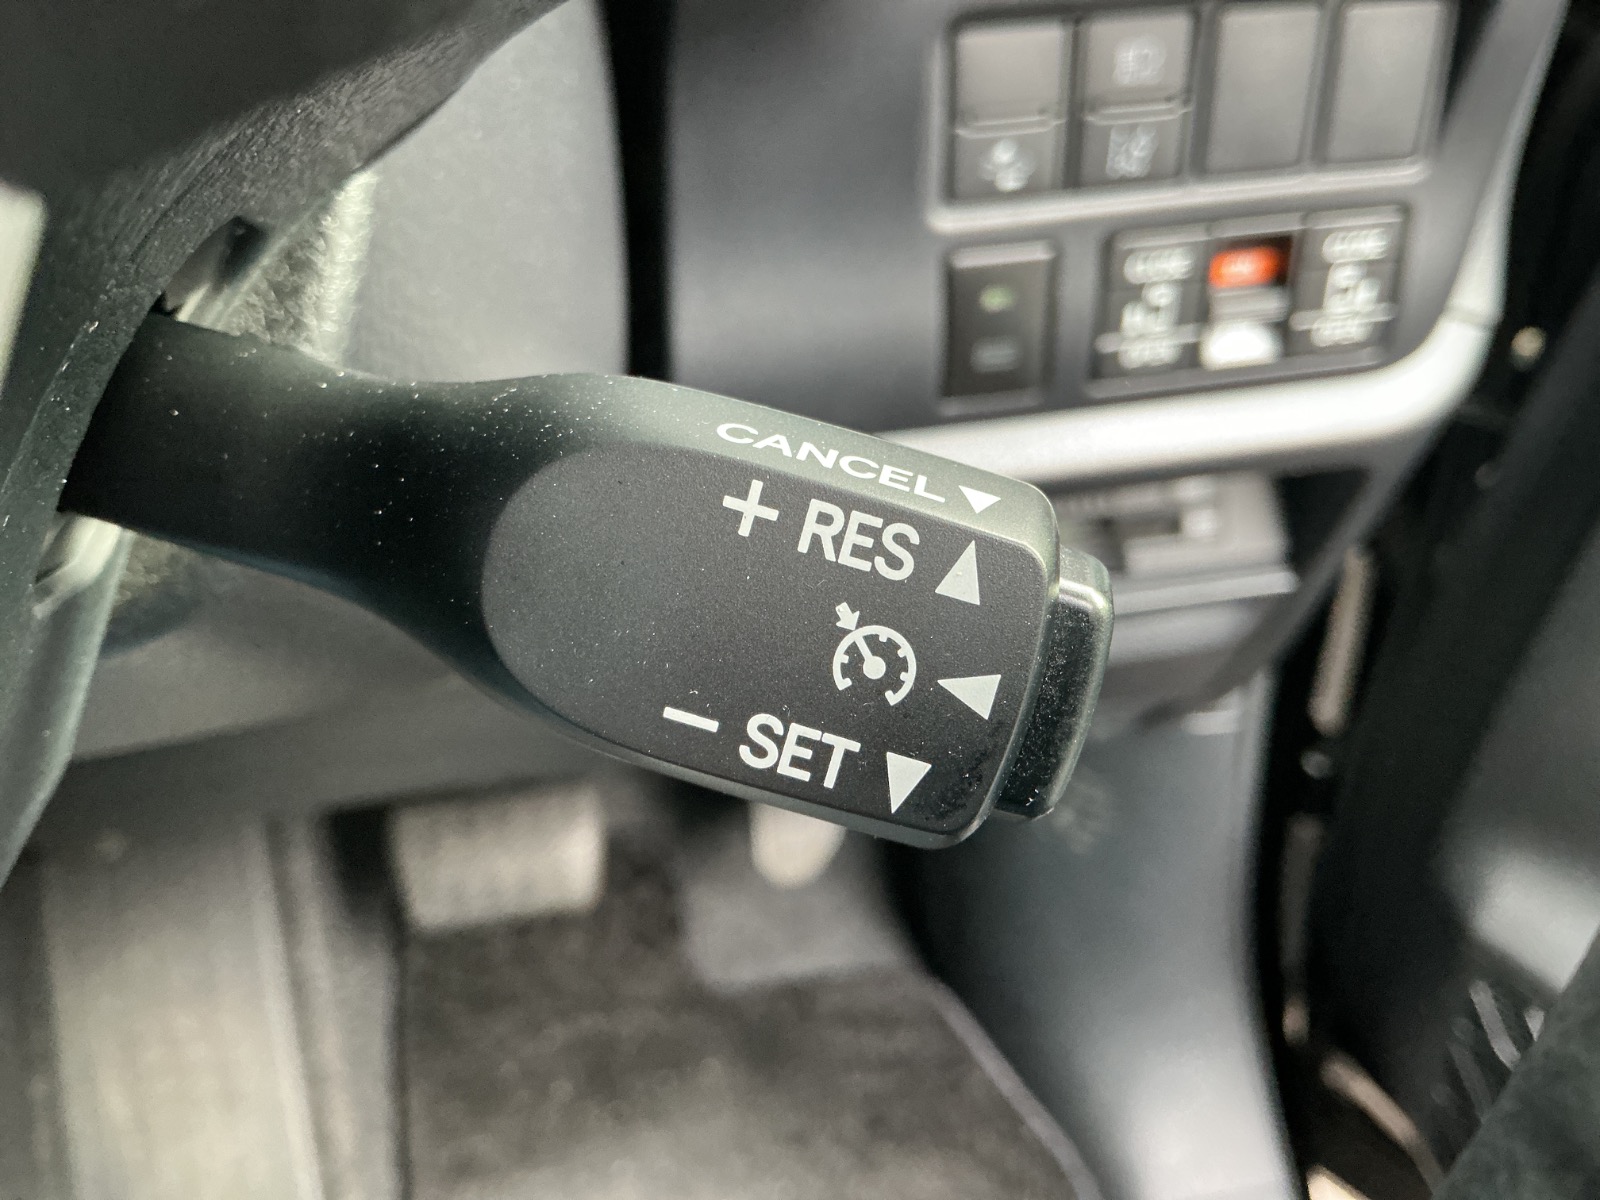 CANCEL
+ RES
− SET